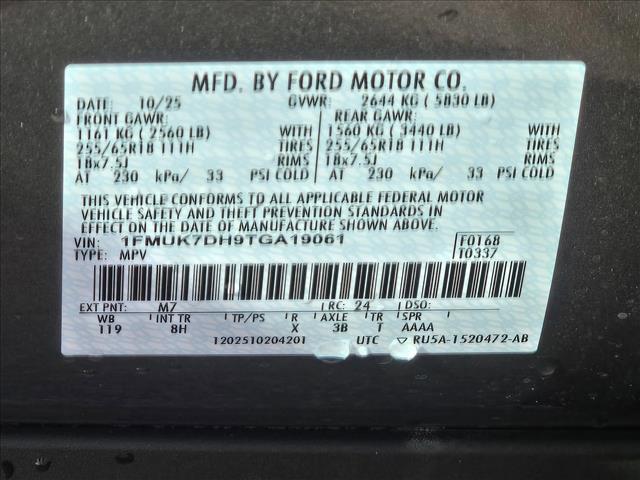 MFD. BY FORD MOTOR CO.
DATE: 10/25 GVWR: 2644 KG ( 5830 LB)
FRONT GAWR: REAR GAWR:
1161 KG ( 2560 LB) WITH 1560 KG ( 3440 LB) WITH
255/65R18 111H TIRES 255/65R18 111H TIRES
18x7.5J RIMS 18x7.5J RIMS
AT 230 kPa/ 33 PSI COLD AT 230 kPa/ 33 PSI COLD
THIS VEHICLE CONFORMS TO ALL APPLICABLE FEDERAL MOTOR
VEHICLE SAFETY AND THEFT PREVENTION STANDARDS IN
EFFECT ON THE DATE OF MANUFACTURE SHOWN ABOVE.
VIN: 1FMUK7DH9TGA19061 F0168
TYPE: MPV T0337
EXT PNT: M7 RC: 24 DSO:
WB INT TR TP/PS R AXLE TR SPR
119 8H X 3B T AAAA
1202510204201 UTC ▽ RU5A-1520472-AB